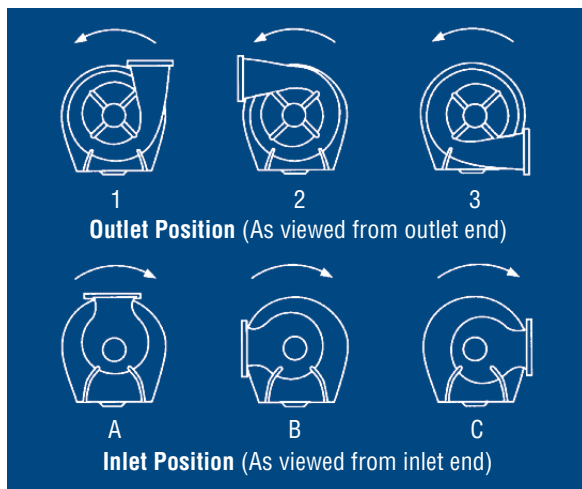 1 2 3
Outlet Position (As viewed from outlet end)
A B C
Inlet Position (As viewed from inlet end)